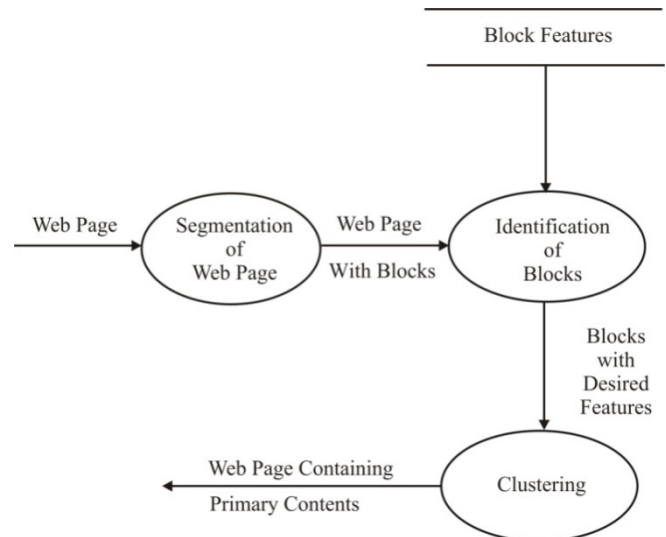 Block Features
Web Page
Segmentation
of
Web Page
Web Page
With Blocks
Identification
of
Blocks
Blocks
with
Desired
Features
Clustering
Web Page Containing
Primary Contents